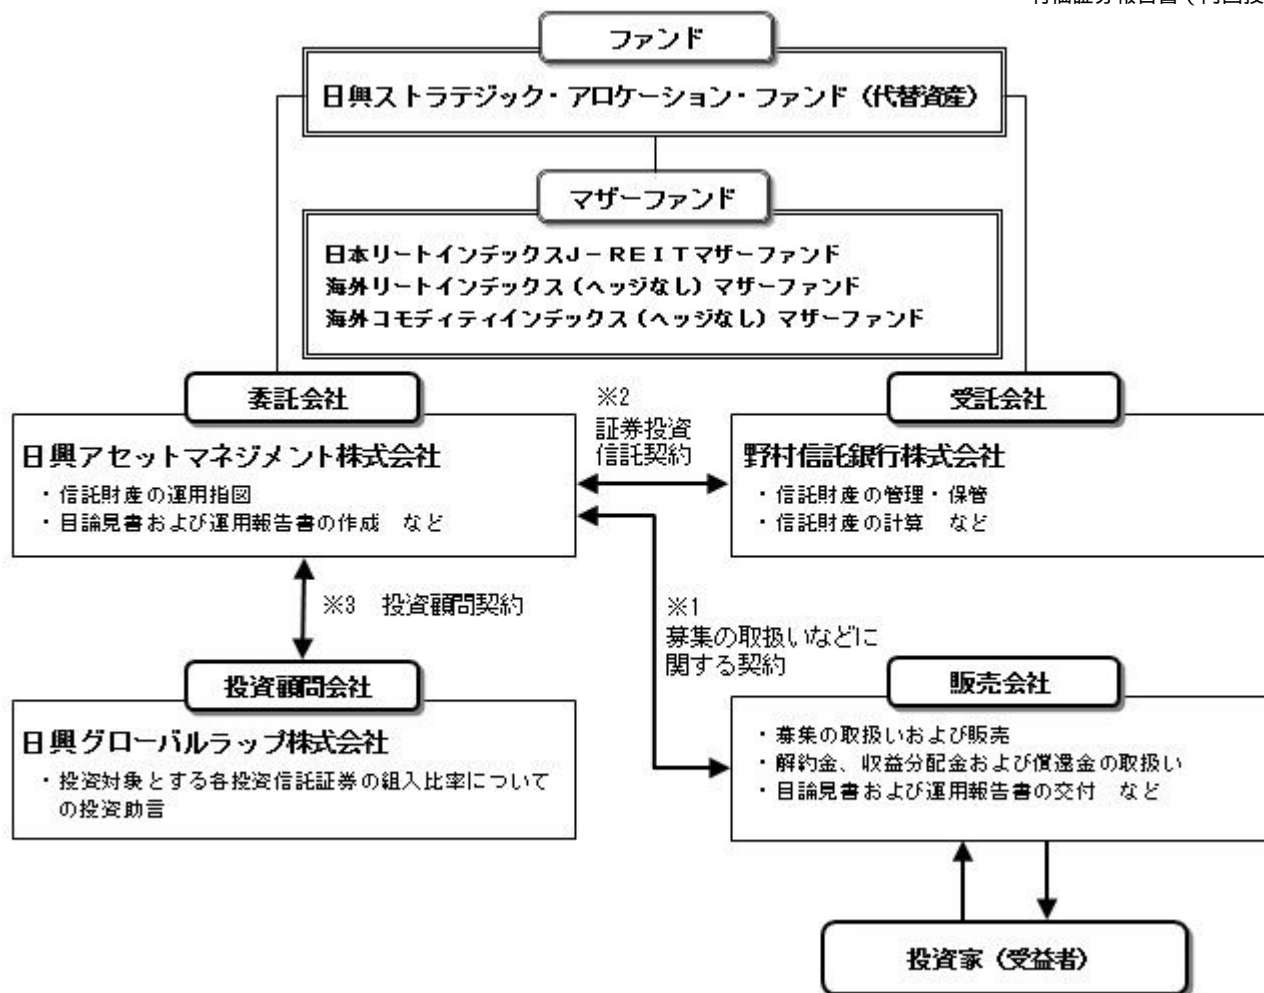 ファンド
日興ストラテジック・アロケーション・ファンド（代替資産）
マザーファンド
日本リートインデックスJ－REITマザーファンド
海外リートインデックス（ヘッジなし）マザーファンド
海外コモディティインデックス（ヘッジなし）マザーファンド
委託会社
日興アセットマネジメント株式会社
・信託財産の運用指図
・目論見書および運用報告書の作成　など
※2
証券投資
信託契約
受託会社
野村信託銀行株式会社
・信託財産の管理・保管
・信託財産の計算　など
※3　投資顧問契約
※1
募集の取扱いなどに
関する契約
投資顧問会社
日興グローバルラップ株式会社
・投資対象とする各投資信託証券の組入比率について
の投資助言
販売会社
・募集の取扱いおよび販売
・解約金、収益分配金および償還金の取扱い
・目論見書および運用報告書の交付　など
投資家（受益者）